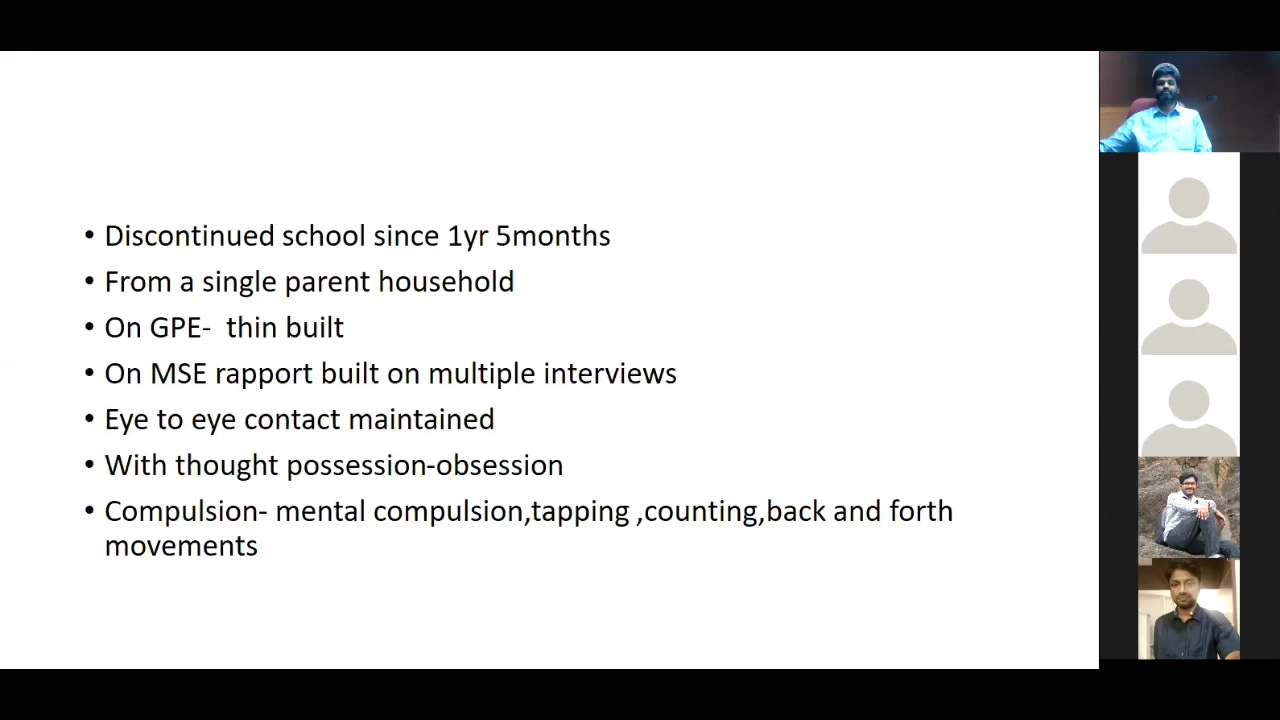 • Discontinued school since 1yr 5months
• From a single parent household
• On GPE-  thin built
• On MSE rapport built on multiple interviews
• Eye to eye contact maintained
• With thought possession-obsession
• Compulsion- mental compulsion,tapping ,counting,back and forth
movements